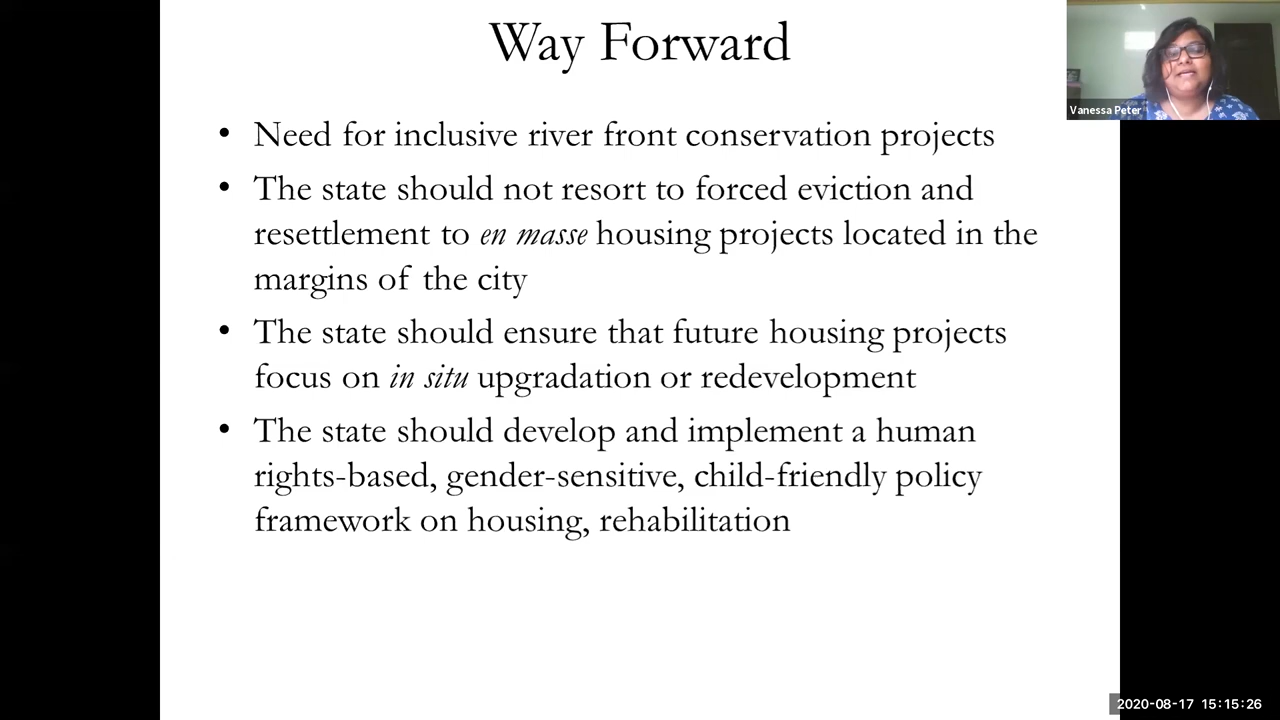 Way Forward
Vanessa Peter
• Need for inclusive river front conservation projects
• The state should not resort to forced eviction and
resettlement to en masse housing projects located in the
margins of the city
• The state should ensure that future housing projects
focus on in situ upgradation or redevelopment
• The state should develop and implement a human
rights-based, gender-sensitive, child-friendly policy
framework on housing, rehabilitation
2020-08-17 15:15:26